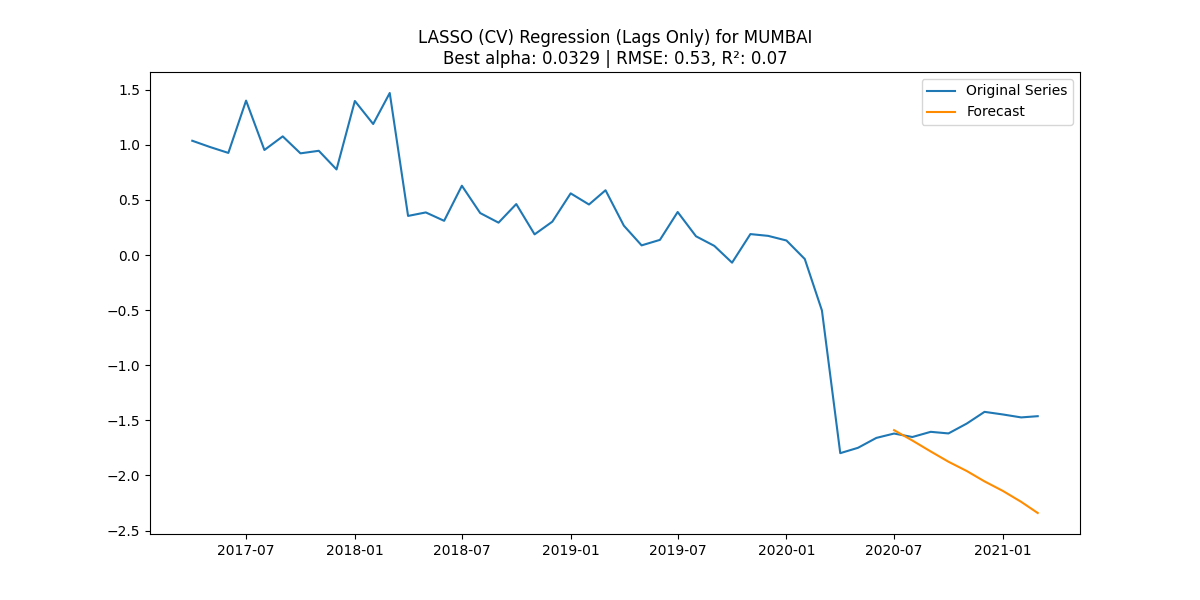 LASSO (CV) Regression (Lags Only) for MUMBAI
Best alpha: 0.0329 | RMSE: 0.53, R²: 0.07
Original Series
Forecast
1.5
1.0
0.5
0.0
−0.5
−1.0
−1.5
−2.0
−2.5
2017-07 2018-01 2018-07 2019-01 2019-07 2020-01 2020-07 2021-01